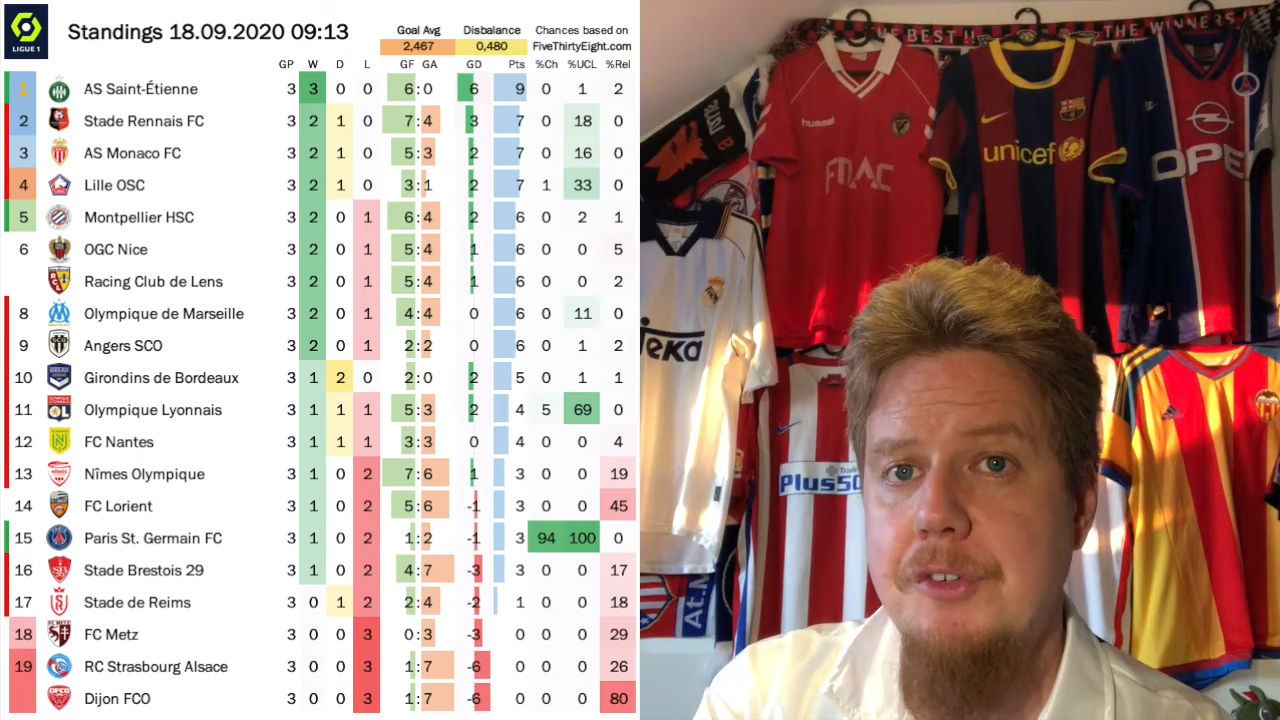 LIGUE 1
Standings 18.09.2020 09:13
Goal Avg Disbalance Chances based on
2,467 0,480 FiveThirtyEight.com
GP W D L GF GA GD Pts %Ch %UCL %Rel
1 AS Saint-Étienne 3 3 0 0 6:0 6 9 0 1 2
2 Stade Rennais FC 3 2 1 0 7:4 3 7 0 18 0
3 AS Monaco FC 3 2 1 0 5:3 2 7 0 16 0
4 Lille OSC 3 2 1 0 3:1 2 7 1 33 0
5 Montpellier HSC 3 2 0 1 6:4 2 6 0 2 1
6 OGC Nice 3 2 0 1 5:4 1 6 0 0 5
Racing Club de Lens 3 2 0 1 5:4 1 6 0 0 2
8 Olympique de Marseille 3 2 0 1 4:4 0 6 0 11 0
9 Angers SCO 3 2 0 1 2:2 0 6 0 1 2
10 Girondins de Bordeaux 3 1 2 0 2:0 2 5 0 1 1
11 Olympique Lyonnais 3 1 1 1 5:3 2 4 5 69 0
12 FC Nantes 3 1 1 1 3:3 0 4 0 0 4
13 Nîmes Olympique 3 1 0 2 7:6 1 3 0 0 19
14 FC Lorient 3 1 0 2 5:6 -1 3 0 0 45
15 Paris St. Germain FC 3 1 0 2 1:2 -1 3 94 100 0
16 Stade Brestois 29 3 1 0 2 4:7 -3 3 0 0 17
17 Stade de Reims 3 0 1 2 2:4 -2 1 0 0 18
18 FC Metz 3 0 0 3 0:3 -3 0 0 0 29
19 RC Strasbourg Alsace 3 0 0 3 1:7 -6 0 0 0 26
Dijon FCO 3 0 0 3 1:7 -6 0 0 0 80
THE BEST !!
THE WINNERS !!!
hummel
FNAC
unicef
OPEL
Teka
Plus50
At.M